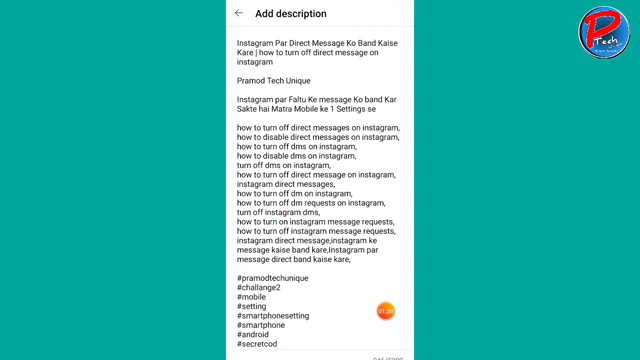 Add description
Instagram Par Direct Message Ko Band Kaise
Kare | how to turn off direct message on
instagram
Pramod Tech Unique
Instagram par Faltu Ke message Ko band Kar
Sakte hai Matra Mobile ke 1 Settings se
how to turn off direct messages on instagram,
how to disable direct messages on instagram,
how to turn off dms on instagram,
how to disable dms on instagram,
turn off dms on instagram,
how to turn off direct message on instagram,
instagram direct messages,
how to turn off dm on instagram,
how to turn off dm requests on instagram,
turn off instagram dms,
how to turn on instagram message requests,
how to turn off instagram message requests,
instagram direct message,instagram ke
message kaise band kare,Instagram par
message direct band kaise kare,
#pramodtechunique
#challange2
#mobile
#setting
#smartphonesetting
#smartphone
#android
#secretcod
P
Tech